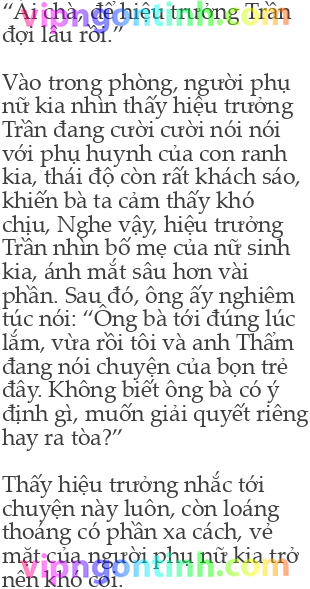 “Ái chà, để hiệu trưởng Trần
vipngontinh.com
đợi lâu rồi.”
Vào trong phòng, người phụ
nữ kia nhìn thấy hiệu trưởng
Trần đang cười cười nói nói
với phụ huynh của con ranh
kia, thái độ còn rất khách sáo,
khiến bà ta cảm thấy khó
chịu, Nghe vậy, hiệu trưởng
Trần nhìn bố mẹ của nữ sinh
kia, ánh mắt sâu hơn vài
phần. Sau đó, ông ấy nghiêm
túc nói: “Ông bà tới đúng lúc
lắm, vừa rồi tôi và anh Thẩm
đang nói chuyện của bọn trẻ
đây. Không biết ông bà có ý
định gì, muốn giải quyết riêng
hay ra tòa?”
Thấy hiệu trưởng nhắc tới
chuyện này luôn, còn loáng
thoáng có phần xa cách, vẻ
mặt của người phụ nữ kia trở
vipngontinh.com
nên khó coi.